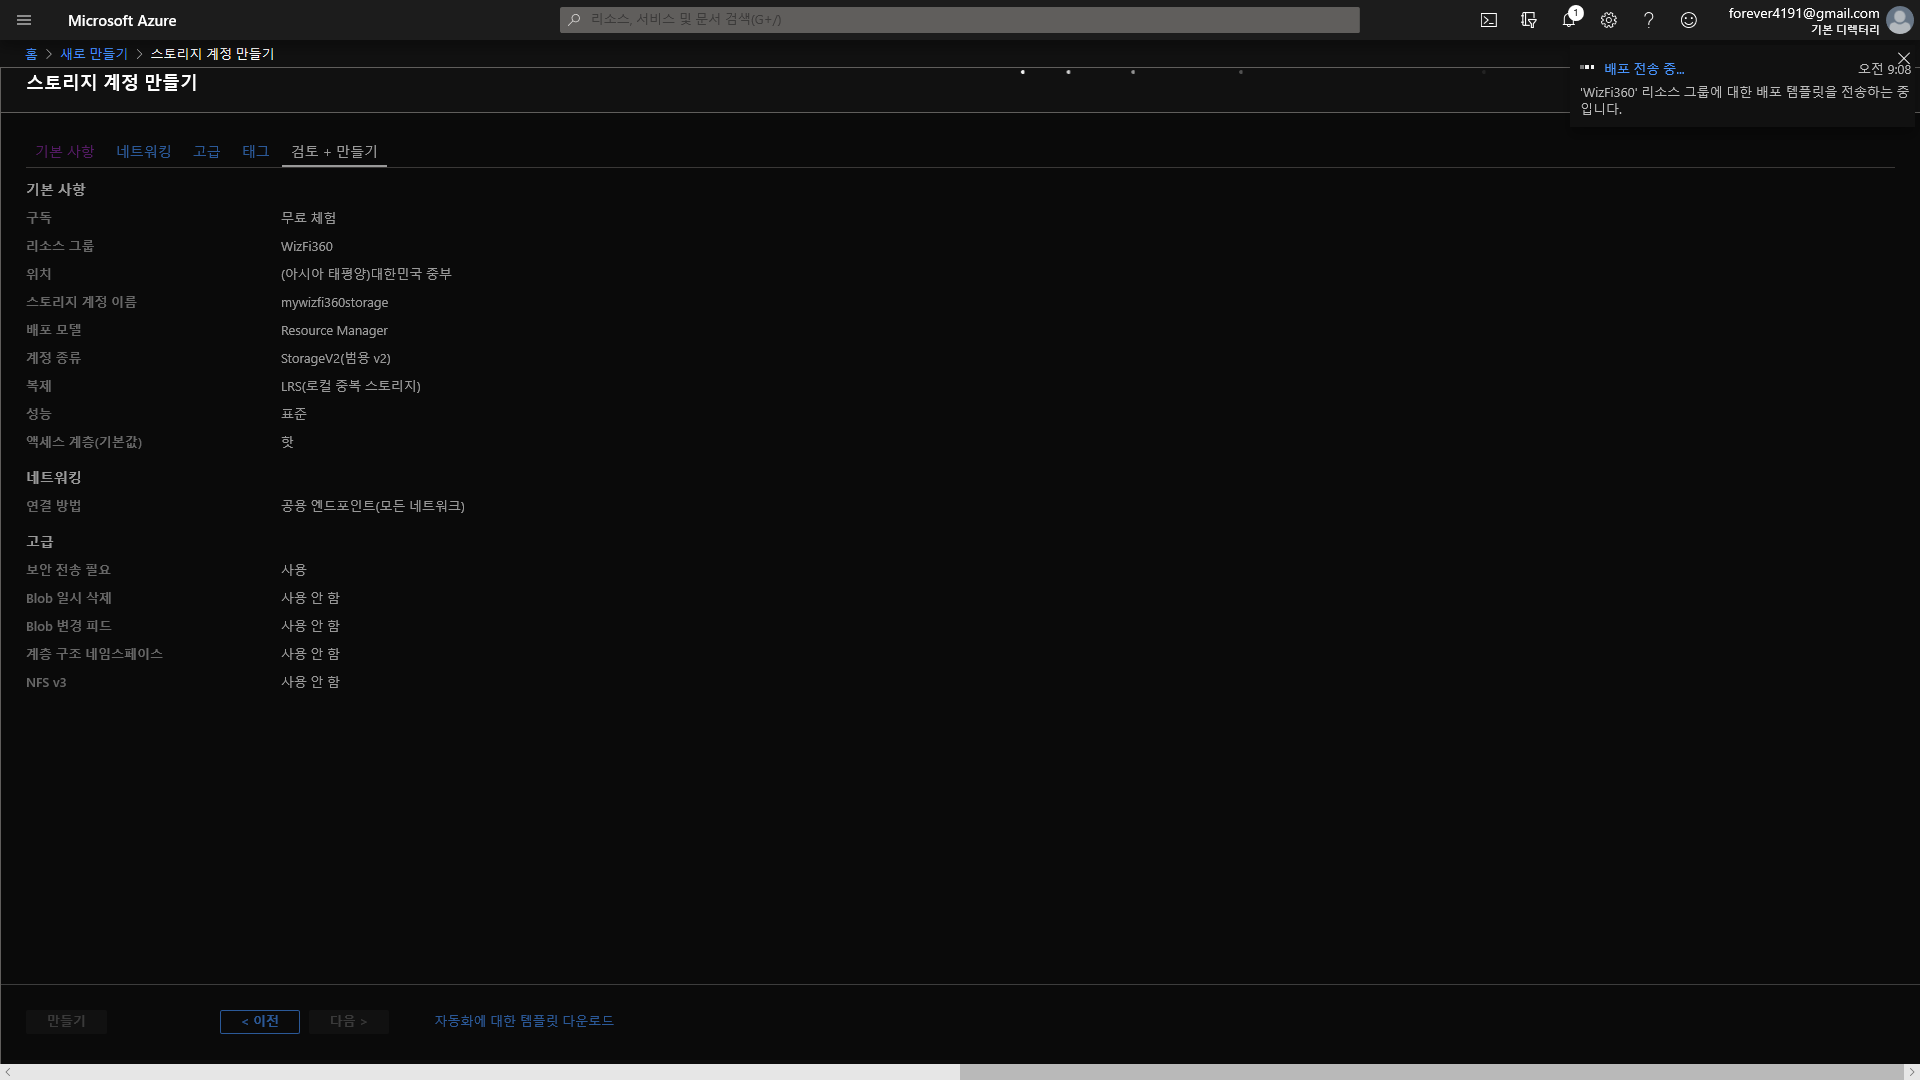 Microsoft Azure
리소스, 서비스 및 문서 검색(G+/)
1
forever4191@gmail.com
기본 디렉터리
홈 > 새로 만들기 > 스토리지 계정 만들기
스토리지 계정 만들기
배포 전송 중...
오전 9:08
'WizFi360' 리소스 그룹에 대한 배포 템플릿을 전송하는 중
입니다.
기본 사항 네트워킹 고급 태그 검토 + 만들기
기본 사항
구독 무료 체험
리소스 그룹 WizFi360
위치 (아시아 태평양)대한민국 중부
스토리지 계정 이름 mywizfi360storage
배포 모델 Resource Manager
계정 종류 StorageV2(범용 v2)
복제 LRS(로컬 중복 스토리지)
성능 표준
액세스 계층(기본값) 핫
네트워킹
연결 방법 공용 엔드포인트(모든 네트워크)
고급
보안 전송 필요 사용
Blob 일시 삭제 사용 안 함
Blob 변경 피드 사용 안 함
계층 구조 네임스페이스 사용 안 함
NFS v3 사용 안 함
만들기 < 이전 다음 > 자동화에 대한 템플릿 다운로드